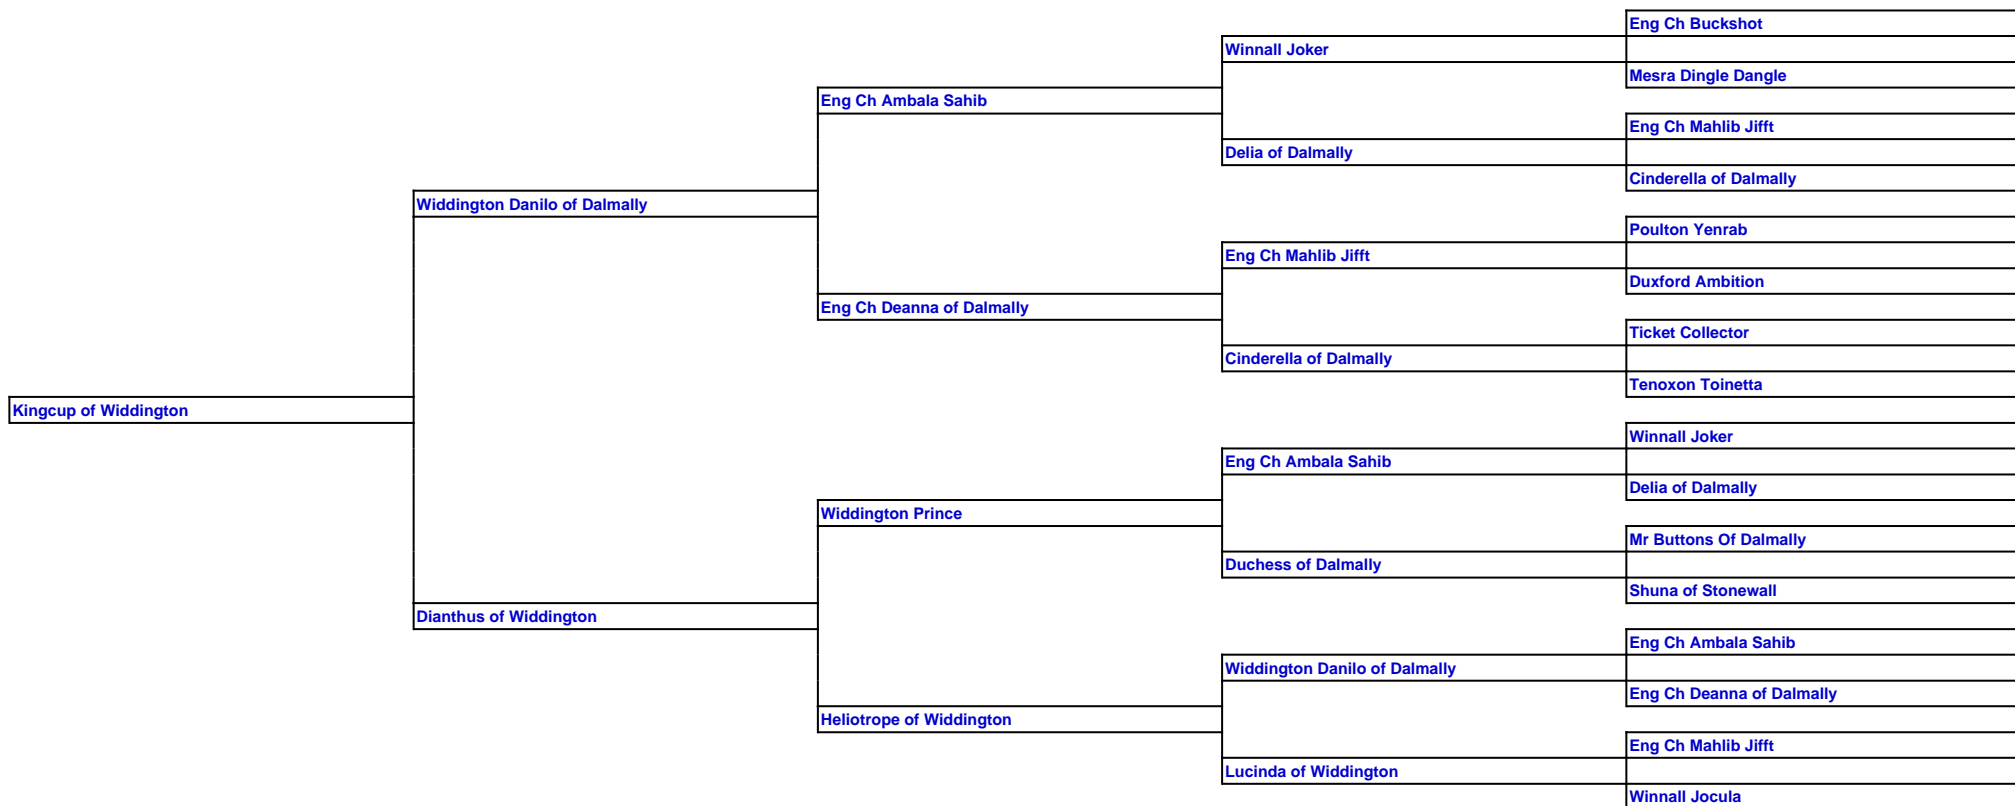 Eng Ch Buckshot
Winnall Joker
Mesra Dingle Dangle
Eng Ch Ambala Sahib
Eng Ch Mahlib Jifft
Delia of Dalmally
Cinderella of Dalmally
Widdington Danilo of Dalmally
Poulton Yenrab
Eng Ch Mahlib Jifft
Duxford Ambition
Eng Ch Deanna of Dalmally
Ticket Collector
Cinderella of Dalmally
Tenoxon Toinetta
Kingcup of Widdington
Winnall Joker
Eng Ch Ambala Sahib
Delia of Dalmally
Widdington Prince
Mr Buttons Of Dalmally
Duchess of Dalmally
Shuna of Stonewall
Dianthus of Widdington
Eng Ch Ambala Sahib
Widdington Danilo of Dalmally
Eng Ch Deanna of Dalmally
Heliotrope of Widdington
Eng Ch Mahlib Jifft
Lucinda of Widdington
Winnall Jocula